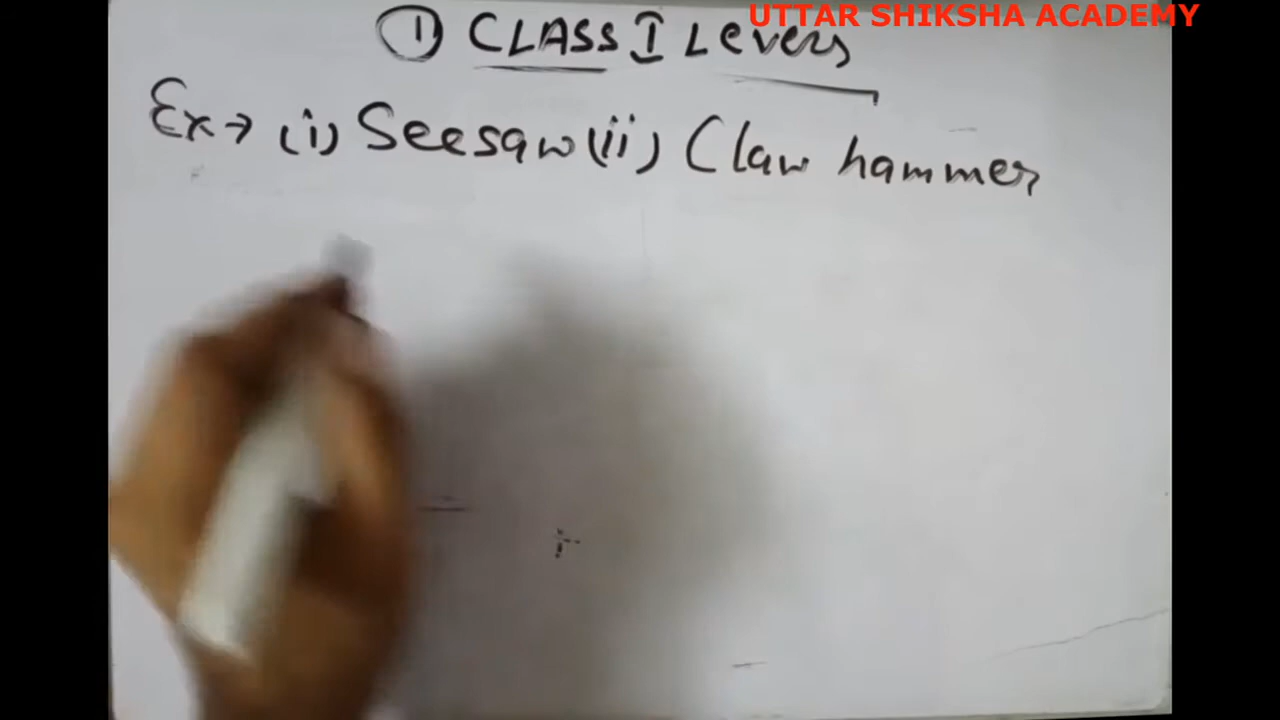 UTTAR SHIKSHA ACADEMY
① CLASS I Levers
Ex→ (i) Seesaw (ii) Claw hammer